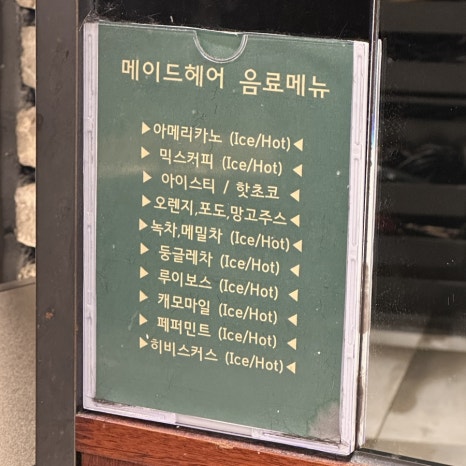 메이드헤어 음료메뉴
▶아메리카노 (Ice/Hot)◀
▶믹스커피 (Ice/Hot)◀
▶아이스티 / 핫초코◀
▶오렌지,포도,망고주스◀
▶녹차,메밀차 (Ice/Hot)◀
▶둥글레차 (Ice/Hot)◀
▶루이보스 (Ice/Hot)◀
▶캐모마일 (Ice/Hot)◀
▶페퍼민트 (Ice/Hot)◀
▶히비스커스 (Ice/Hot)◀